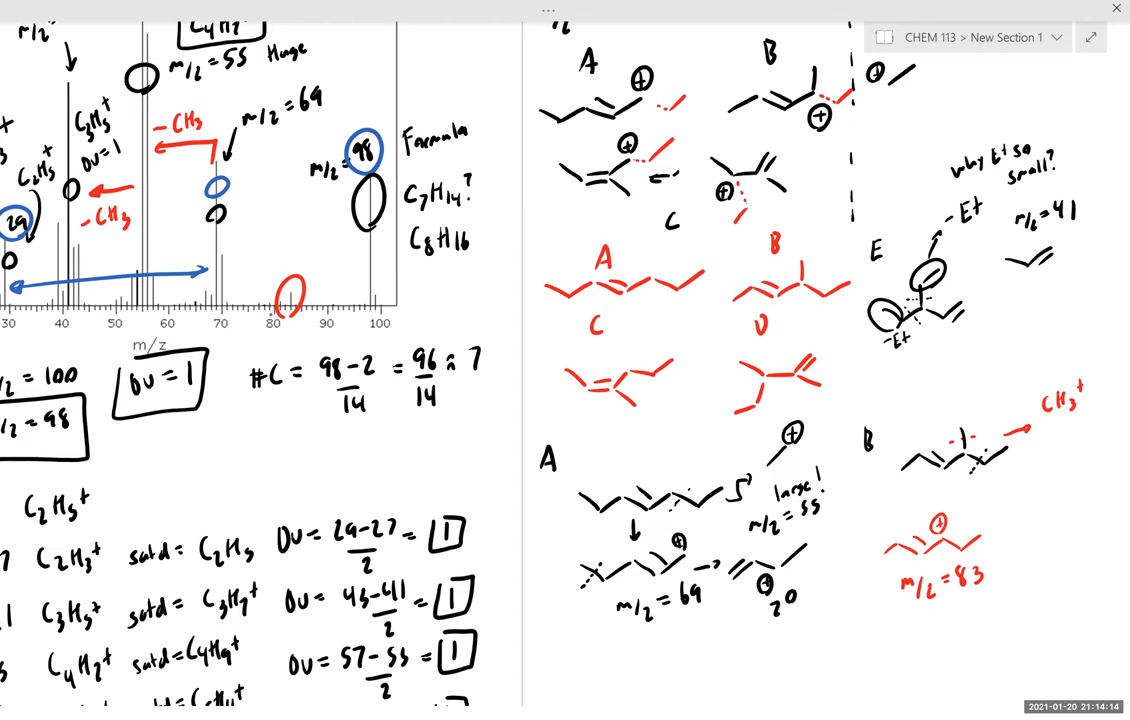 CHEM 113 > New Section 1
m/z
C4H7+
m/z = 55 Huge
m/z = 69
C3H5+
DU = 1
C2H5+
- CH3
- CH3
29
m/z = 98
Formula
C7H14?
C8H16
30 40 50 60 70 80 90 100
m/z
m/z = 100
m/z = 98
DU = 1
#C = 98-2 / 14 = 96 / 14 ≈ 7
C2H5+
C2H3+ satd = C2H5 DU = 29-27 / 2 = 1
C3H5+ satd = C3H7+ DU = 43-41 / 2 = 1
C4H7+ satd = C4H9+ DU = 57-55 / 2 = 1
A B
+
+ +
+ +
C
A B
C D
why Et so
small?
- Et
m/z = 41
E
-Et
A
+
large!
m/z = 55
+
m/z = 69
+
2°
B
CH3+
+
m/z = 83
2021-01-20 21:14:14